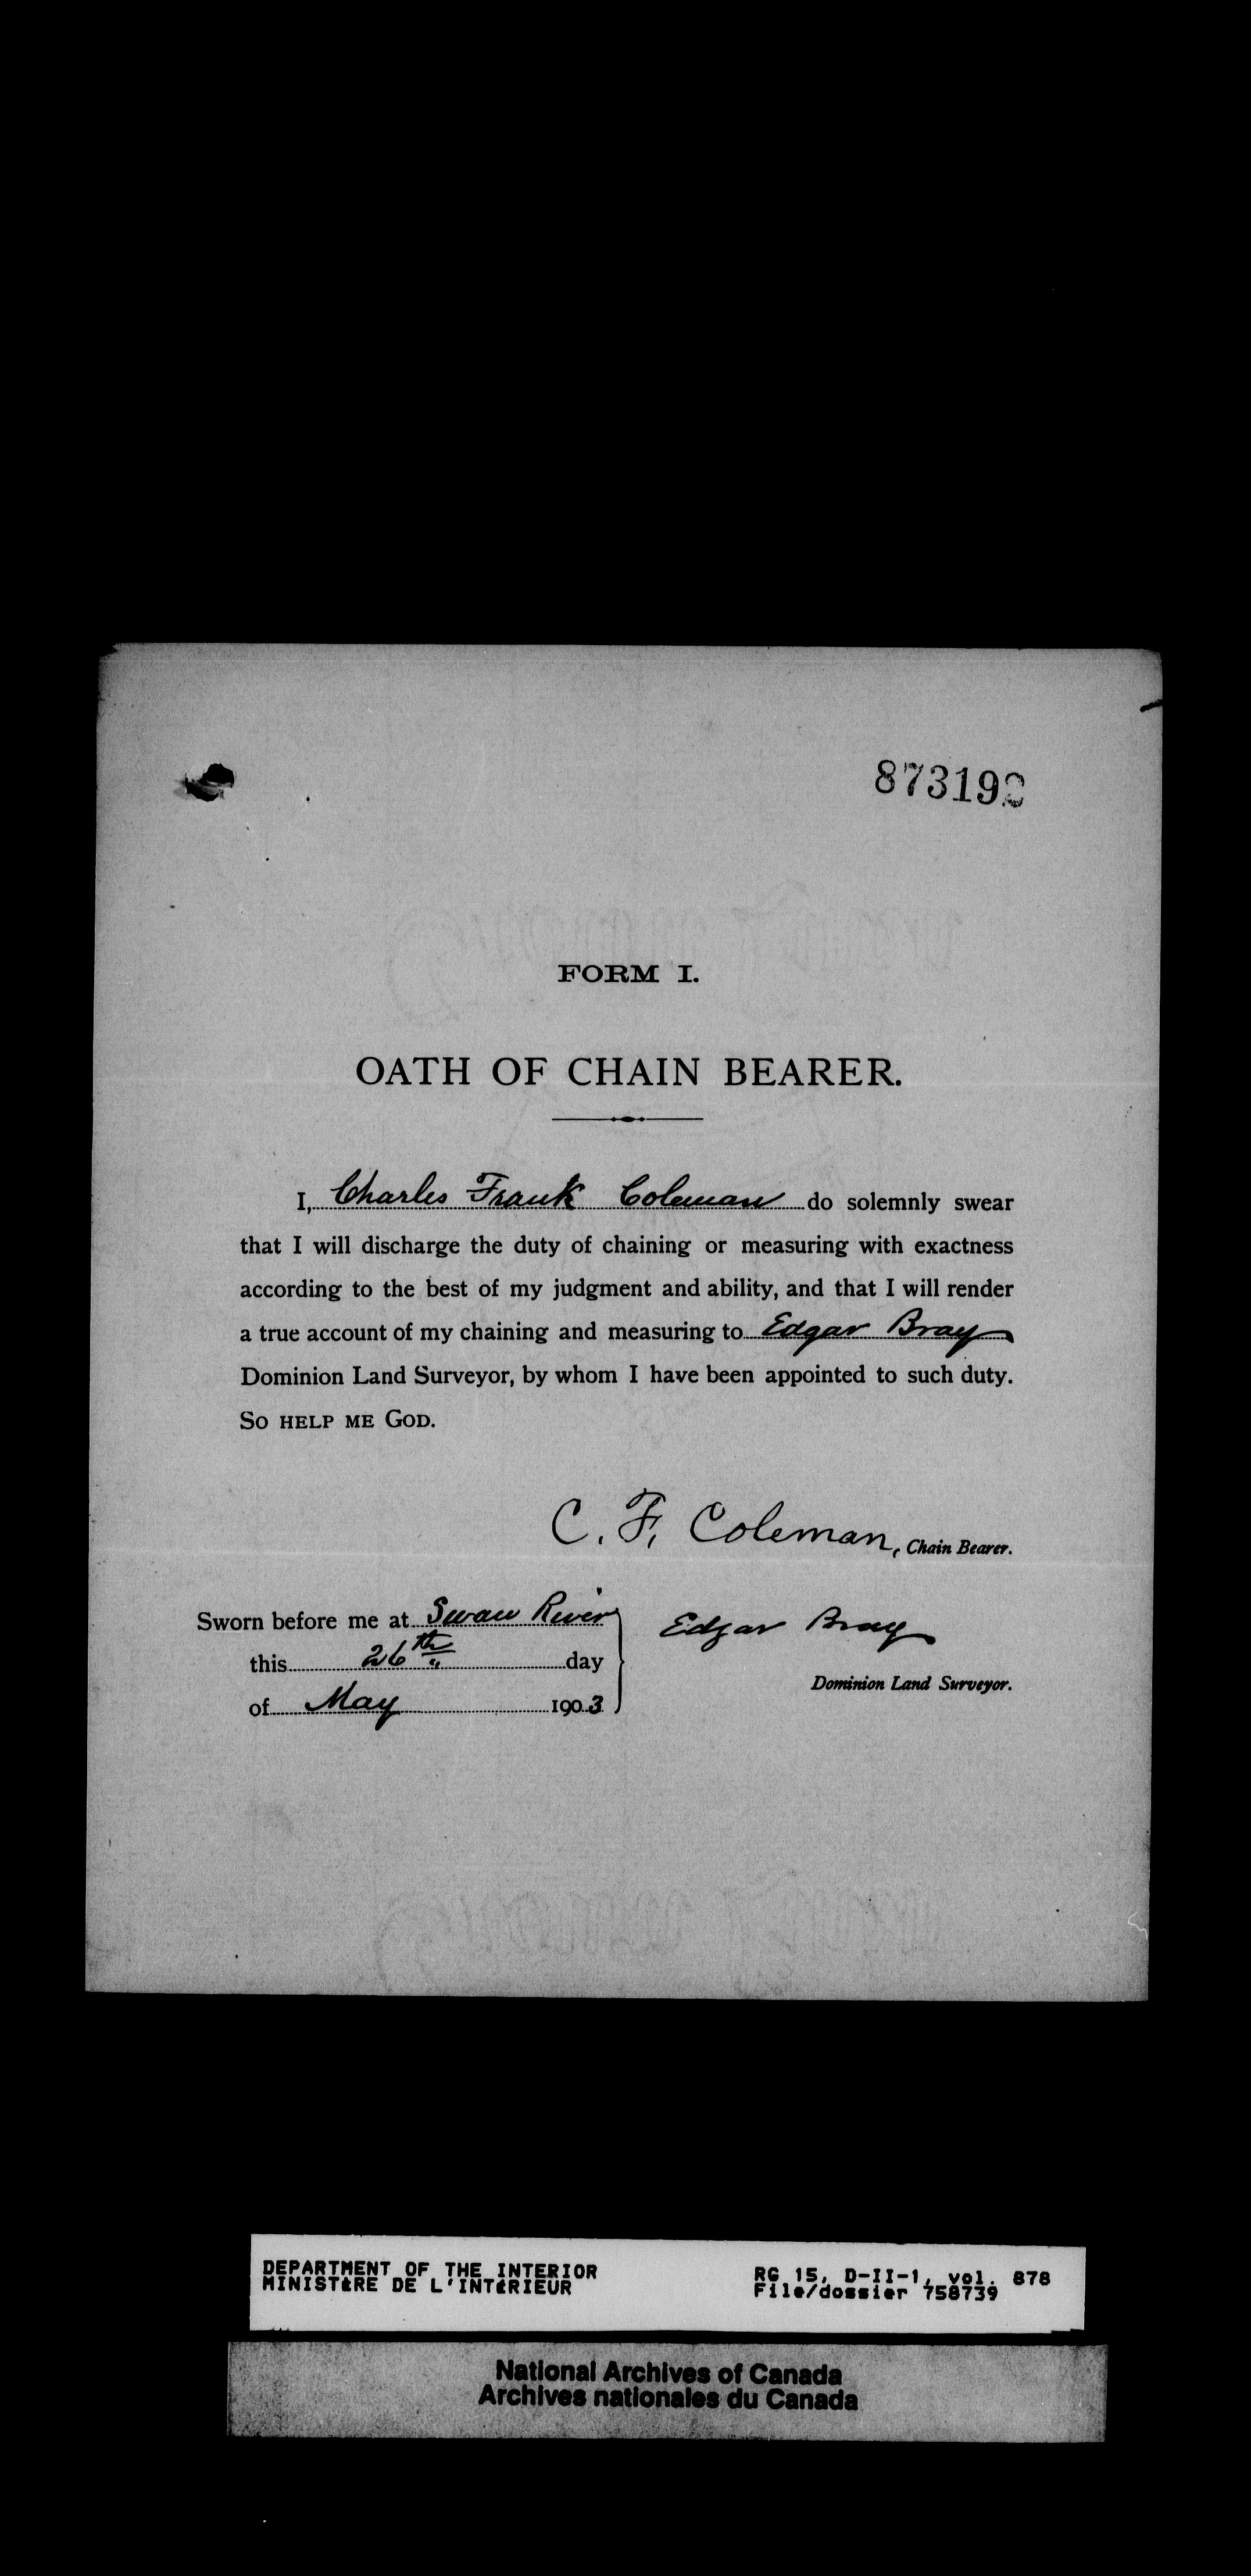 873192
FORM I.
OATH OF CHAIN BEARER.
I, Charles Frank Coleman do solemnly swear
that I will discharge the duty of chaining or measuring with exactness
according to the best of my judgment and ability, and that I will render
a true account of my chaining and measuring to Edgar Bray
Dominion Land Surveyor, by whom I have been appointed to such duty.
SO HELP ME GOD.
C. F. Coleman, Chain Bearer.
Sworn before me at Swan River
this 26th day
of May 1903
Edgar Bray
Dominion Land Surveyor.
DEPARTMENT OF THE INTERIOR
MINISTÈRE DE L'INTÉRIEUR
RG 15, D-II-1, vol. 878
File/dossier 758739
National Archives of Canada
Archives nationales du Canada